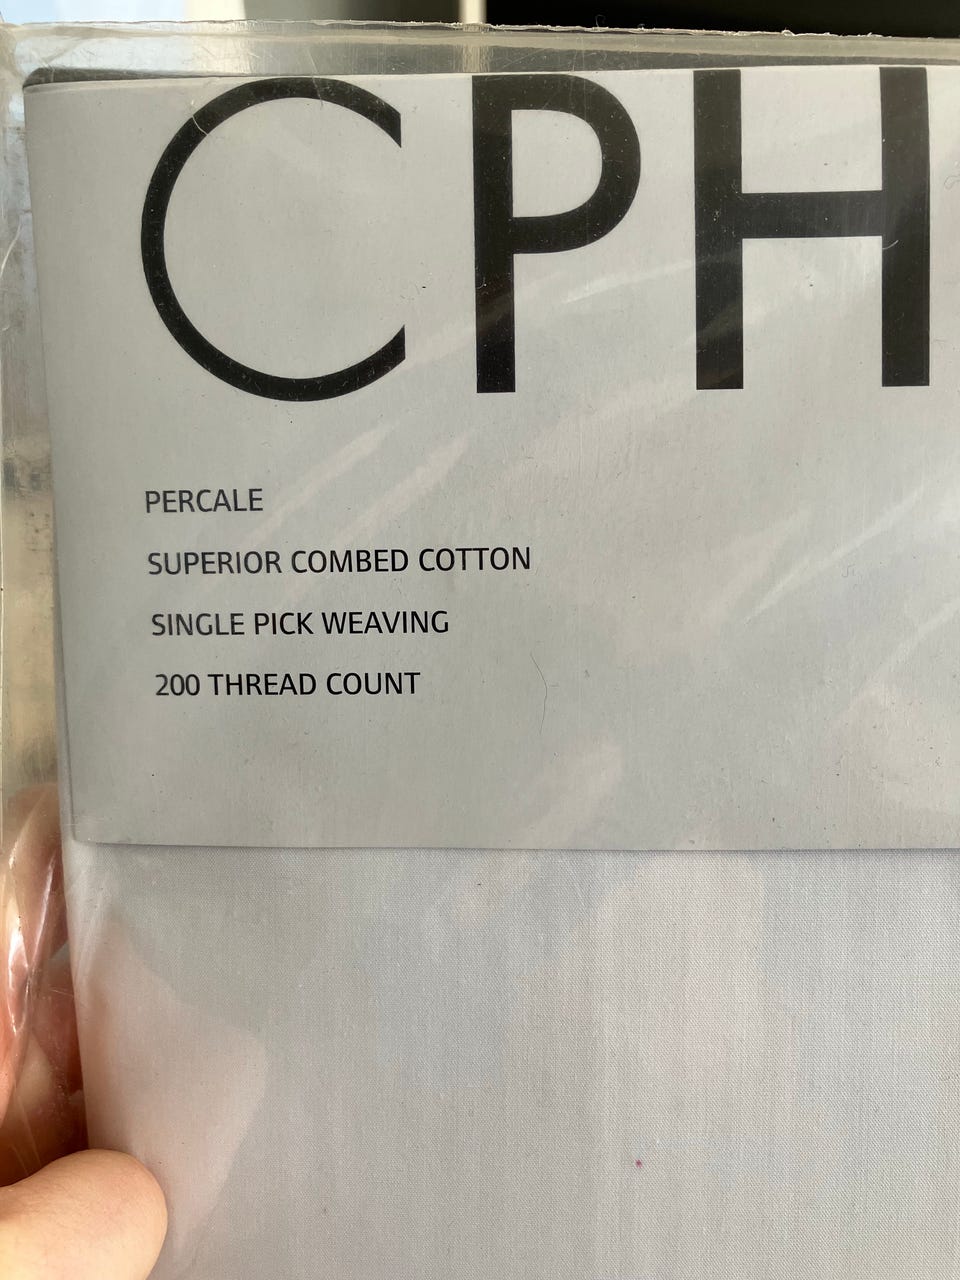 CPH
PERCALE
SUPERIOR COMBED COTTON
SINGLE PICK WEAVING
200 THREAD COUNT